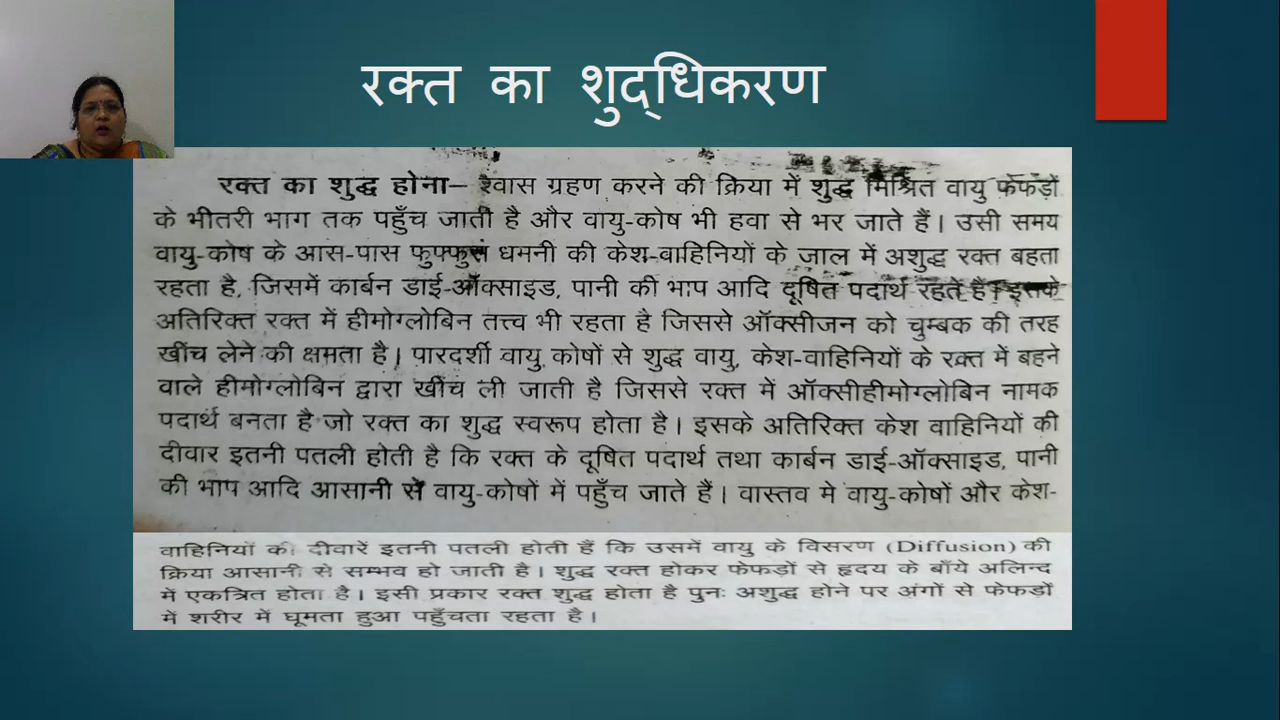 रक्त का शुद्धिकरण
रक्त का शुद्ध होना– श्वास ग्रहण करने की क्रिया में शुद्ध मिश्रित वायु फेफड़ों
के भीतरी भाग तक पहुँच जाती है और वायु-कोष भी हवा से भर जाते हैं। उसी समय
वायु-कोष के आस-पास फुफ्फुस धमनी की केश-वाहिनियों के जाल में अशुद्ध रक्त बहता
रहता है, जिसमें कार्बन डाई-ऑक्साइड, पानी की भाप आदि दूषित पदार्थ रहते हैं। इसके
अतिरिक्त रक्त में हीमोग्लोबिन तत्त्व भी रहता है जिससे ऑक्सीजन को चुम्बक की तरह
खींच लेने की क्षमता है। पारदर्शी वायु कोषों से शुद्ध वायु, केश-वाहिनियों के रक्त में बहने
वाले हीमोग्लोबिन द्वारा खींच ली जाती है जिससे रक्त में ऑक्सीहीमोग्लोबिन नामक
पदार्थ बनता है जो रक्त का शुद्ध स्वरूप होता है। इसके अतिरिक्त केश वाहिनियों की
दीवार इतनी पतली होती है कि रक्त के दूषित पदार्थ तथा कार्बन डाई-ऑक्साइड, पानी
की भाप आदि आसानी से वायु-कोषों में पहुँच जाते हैं। वास्तव मे वायु-कोषों और केश-
वाहिनियों की दीवारें इतनी पतली होती हैं कि उसमें वायु के विसरण (Diffusion) की
क्रिया आसानी से सम्भव हो जाती है। शुद्ध रक्त होकर फेफड़ों से हृदय के बाँये अलिन्द
में एकत्रित होता है। इसी प्रकार रक्त शुद्ध होता है पुनः अशुद्ध होने पर अंगों से फेफड़ों
में शरीर में घूमता हुआ पहुँचता रहता है।